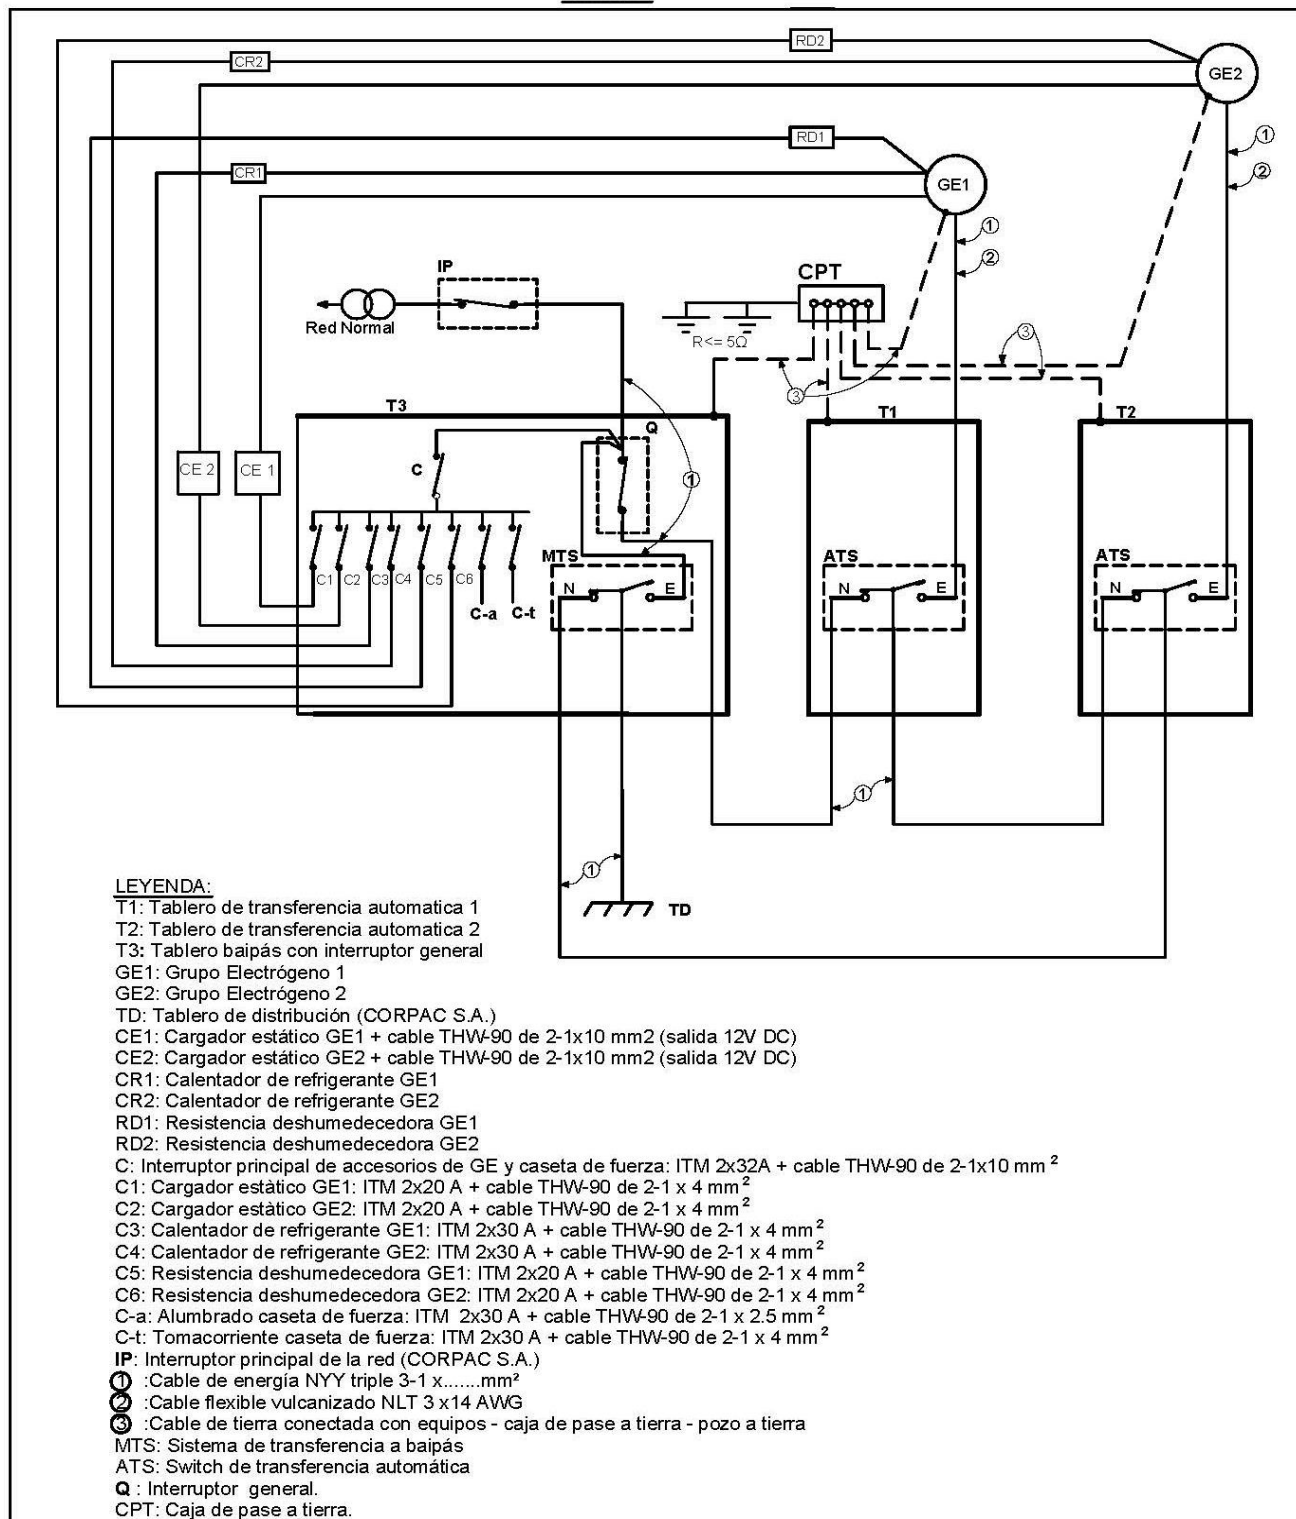 RD2
CR2
GE2
RD1
1
CR1
2
GE1
1
IP
2
CPT
Red Normal
R<= 5Ω
3
3
T3
T1
T2
Q
C
CE 2
CE 1
1
MTS
ATS
ATS
C1
C2
C3
C4
C5
C6
N
E
N
E
N
E
C-a
C-t
1
1
TD
LEYENDA:
T1: Tablero de transferencia automatica 1
T2: Tablero de transferencia automatica 2
T3: Tablero baipás con interruptor general
GE1: Grupo Electrógeno 1
GE2: Grupo Electrógeno 2
TD: Tablero de distribución (CORPAC S.A.)
CE1: Cargador estático GE1 + cable THW-90 de 2-1x10 mm2 (salida 12V DC)
CE2: Cargador estático GE2 + cable THW-90 de 2-1x10 mm2 (salida 12V DC)
CR1: Calentador de refrigerante GE1
CR2: Calentador de refrigerante GE2
RD1: Resistencia deshumedecedora GE1
RD2: Resistencia deshumedecedora GE2
C: Interruptor principal de accesorios de GE y caseta de fuerza: ITM 2x32A + cable THW-90 de 2-1x10 mm ²
C1: Cargador estàtico GE1: ITM 2x20 A + cable THW-90 de 2-1 x 4 mm ²
C2: Cargador estàtico GE2: ITM 2x20 A + cable THW-90 de 2-1 x 4 mm ²
C3: Calentador de refrigerante GE1: ITM 2x30 A + cable THW-90 de 2-1 x 4 mm ²
C4: Calentador de refrigerante GE2: ITM 2x30 A + cable THW-90 de 2-1 x 4 mm ²
C5: Resistencia deshumedecedora GE1: ITM 2x20 A + cable THW-90 de 2-1 x 4 mm ²
C6: Resistencia deshumedecedora GE2: ITM 2x20 A + cable THW-90 de 2-1 x 4 mm ²
C-a: Alumbrado caseta de fuerza: ITM 2x30 A + cable THW-90 de 2-1 x 2.5 mm ²
C-t: Tomacorriente caseta de fuerza: ITM 2x30 A + cable THW-90 de 2-1 x 4 mm ²
IP: Interruptor principal de la red (CORPAC S.A.)
1 :Cable de energía NYY triple 3-1 x.......mm²
2 :Cable flexible vulcanizado NLT 3 x14 AWG
3 :Cable de tierra conectada con equipos - caja de pase a tierra - pozo a tierra
MTS: Sistema de transferencia a baipás
ATS: Switch de transferencia automática
Q : Interruptor general.
CPT: Caja de pase a tierra.